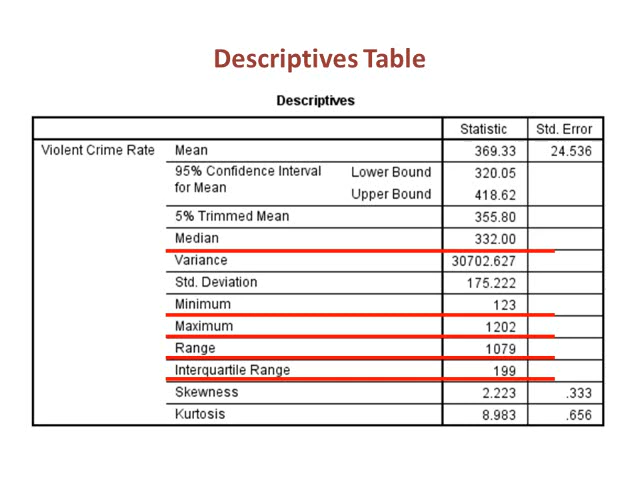 Descriptives Table
Descriptives
Statistic Std. Error
Violent Crime Rate Mean 369.33 24.536
95% Confidence Interval for Mean Lower Bound 320.05
Upper Bound 418.62
5% Trimmed Mean 355.80
Median 332.00
Variance 30702.627
Std. Deviation 175.222
Minimum 123
Maximum 1202
Range 1079
Interquartile Range 199
Skewness 2.223 .333
Kurtosis 8.983 .656